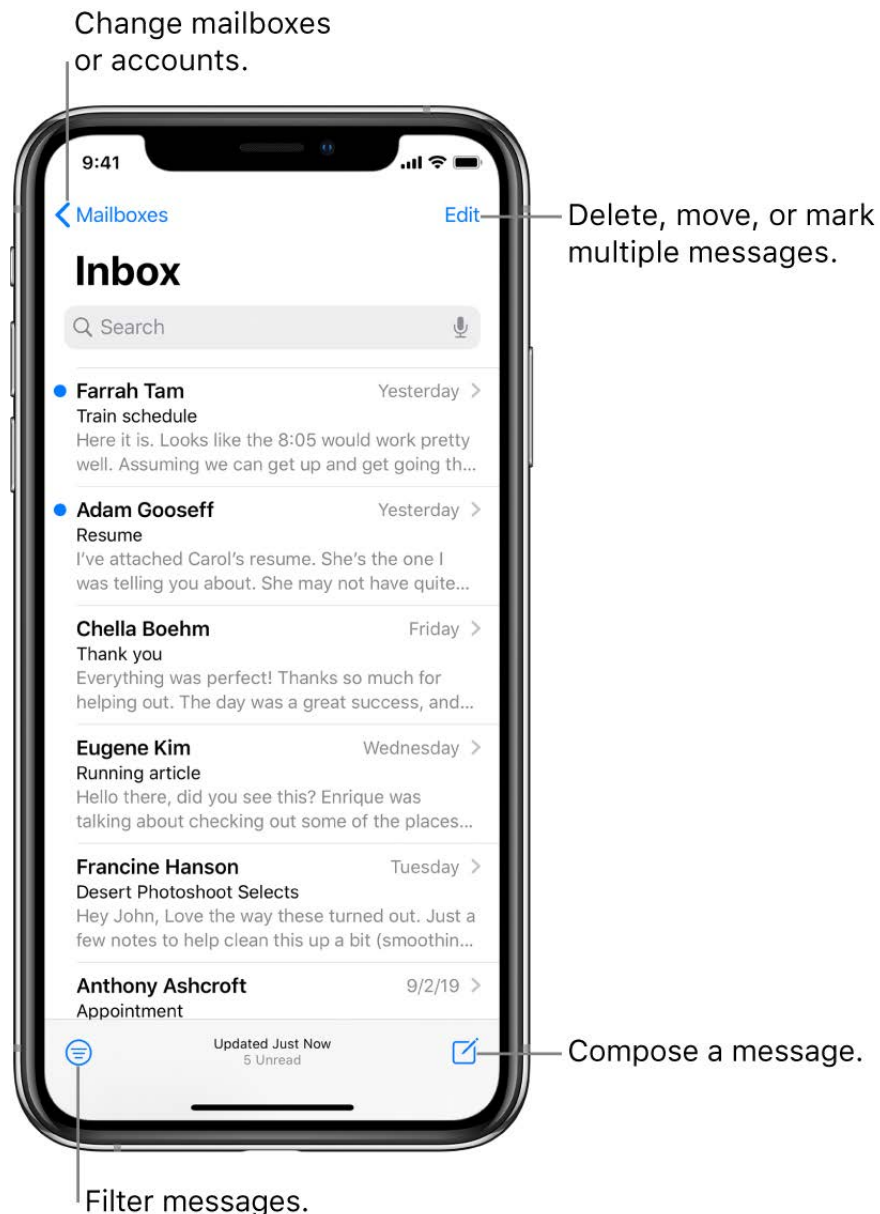 Change mailboxes
or accounts.
9:41
Mailboxes
Edit
Delete, move, or mark
multiple messages.
Inbox
Search
Farrah Tam
Yesterday
Train schedule
Here it is. Looks like the 8:05 would work pretty
well. Assuming we can get up and get going th...
Adam Gooseff
Yesterday
Resume
I've attached Carol's resume. She's the one I
was telling you about. She may not have quite...
Chella Boehm
Friday
Thank you
Everything was perfect! Thanks so much for
helping out. The day was a great success, and...
Eugene Kim
Wednesday
Running article
Hello there, did you see this? Enrique was
talking about checking out some of the places...
Francine Hanson
Tuesday
Desert Photoshoot Selects
Hey John, Love the way these turned out. Just a
few notes to help clean this up a bit (smoothin...
Anthony Ashcroft
9/2/19
Appointment
Updated Just Now
5 Unread
Compose a message.
Filter messages.